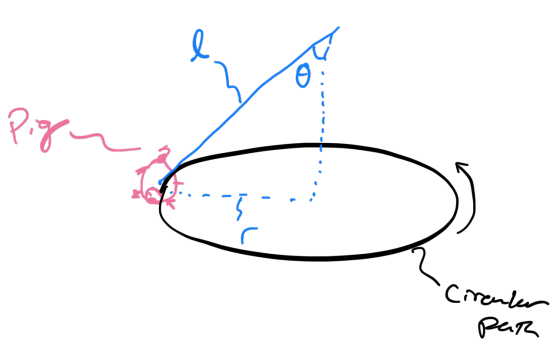 l
θ
Pig
r
Circular
path